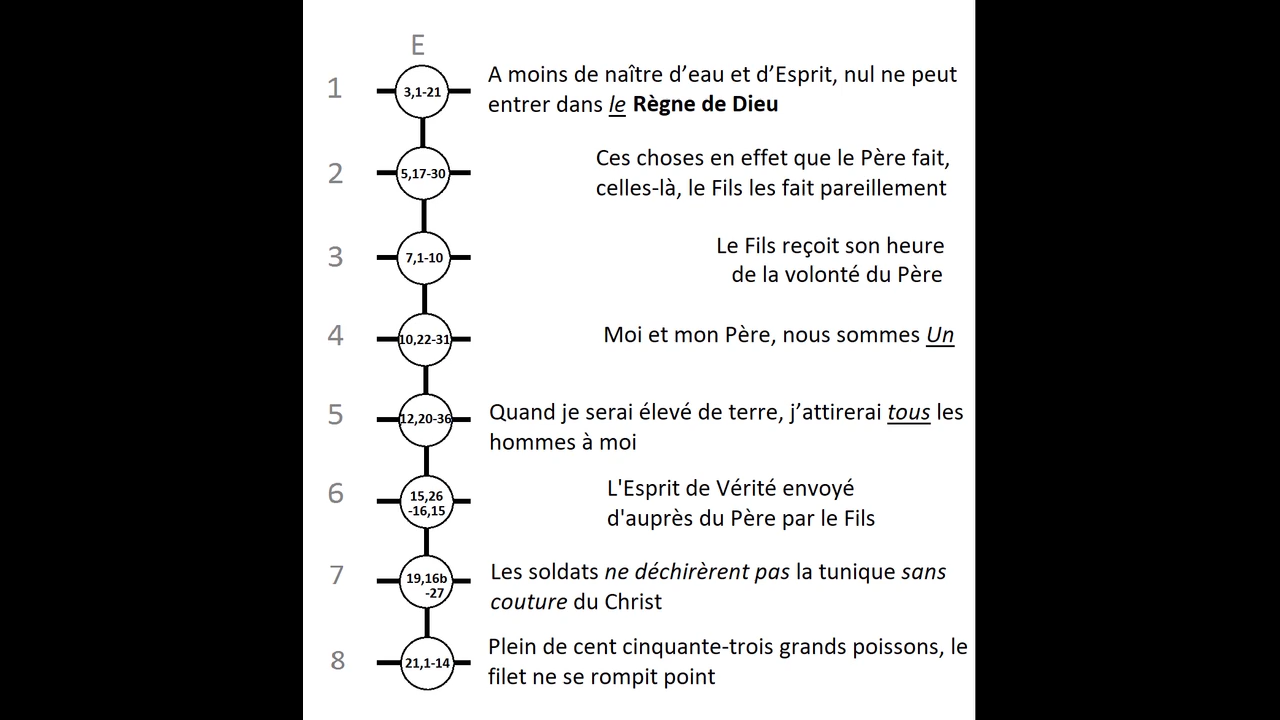 E
1
3,1-21
A moins de naître d’eau et d’Esprit, nul ne peut
entrer dans le Règne de Dieu
2
5,17-30
Ces choses en effet que le Père fait,
celles-là, le Fils les fait pareillement
3
7,1-10
Le Fils reçoit son heure
de la volonté du Père
4
10,22-31
Moi et mon Père, nous sommes Un
5
12,20-36
Quand je serai élevé de terre, j’attirerai tous les
hommes à moi
6
15,26
-16,15
L'Esprit de Vérité envoyé
d'auprès du Père par le Fils
7
19,16b
-27
Les soldats ne déchirèrent pas la tunique sans
couture du Christ
8
21,1-14
Plein de cent cinquante-trois grands poissons, le
filet ne se rompit point